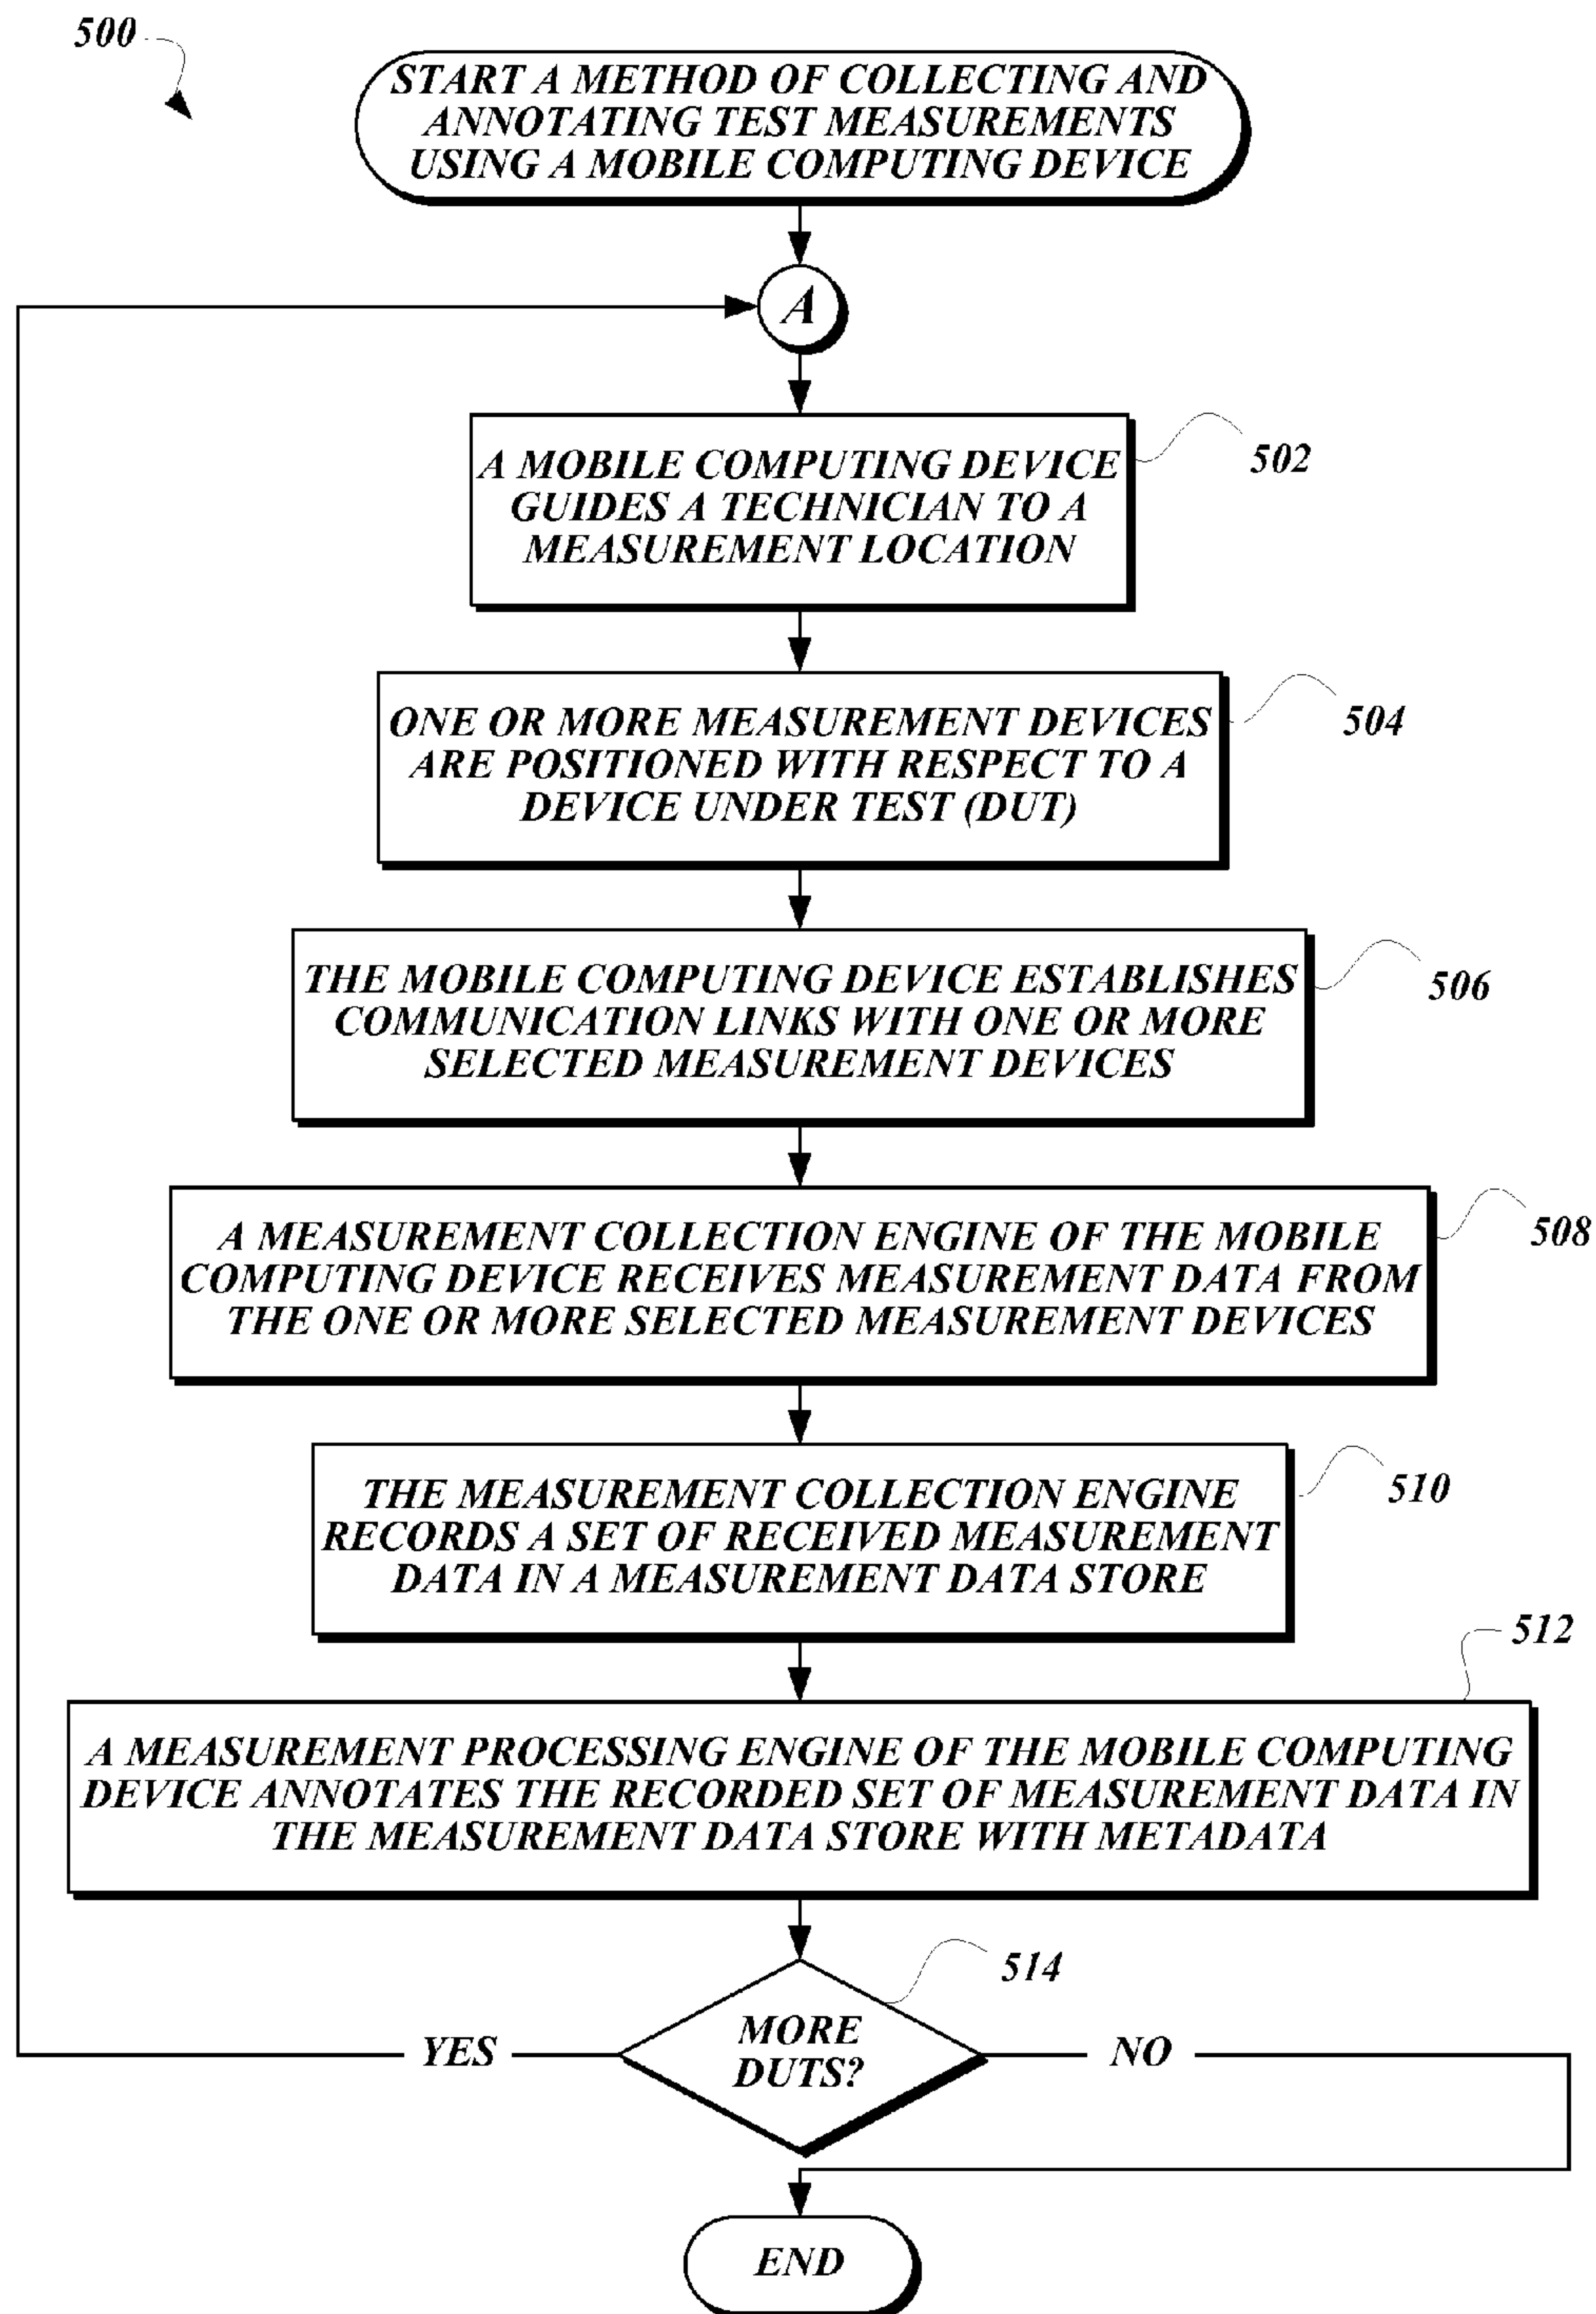 500
START A METHOD OF COLLECTING AND
ANNOTATING TEST MEASUREMENTS
USING A MOBILE COMPUTING DEVICE
A
A MOBILE COMPUTING DEVICE
GUIDES A TECHNICIAN TO A
MEASUREMENT LOCATION
502
ONE OR MORE MEASUREMENT DEVICES
ARE POSITIONED WITH RESPECT TO A
DEVICE UNDER TEST (DUT)
504
THE MOBILE COMPUTING DEVICE ESTABLISHES
COMMUNICATION LINKS WITH ONE OR MORE
SELECTED MEASUREMENT DEVICES
506
A MEASUREMENT COLLECTION ENGINE OF THE MOBILE
COMPUTING DEVICE RECEIVES MEASUREMENT DATA FROM
THE ONE OR MORE SELECTED MEASUREMENT DEVICES
508
THE MEASUREMENT COLLECTION ENGINE
RECORDS A SET OF RECEIVED MEASUREMENT
DATA IN A MEASUREMENT DATA STORE
510
A MEASUREMENT PROCESSING ENGINE OF THE MOBILE COMPUTING
DEVICE ANNOTATES THE RECORDED SET OF MEASUREMENT DATA IN
THE MEASUREMENT DATA STORE WITH METADATA
512
MORE
DUTS?
514
YES
NO
END